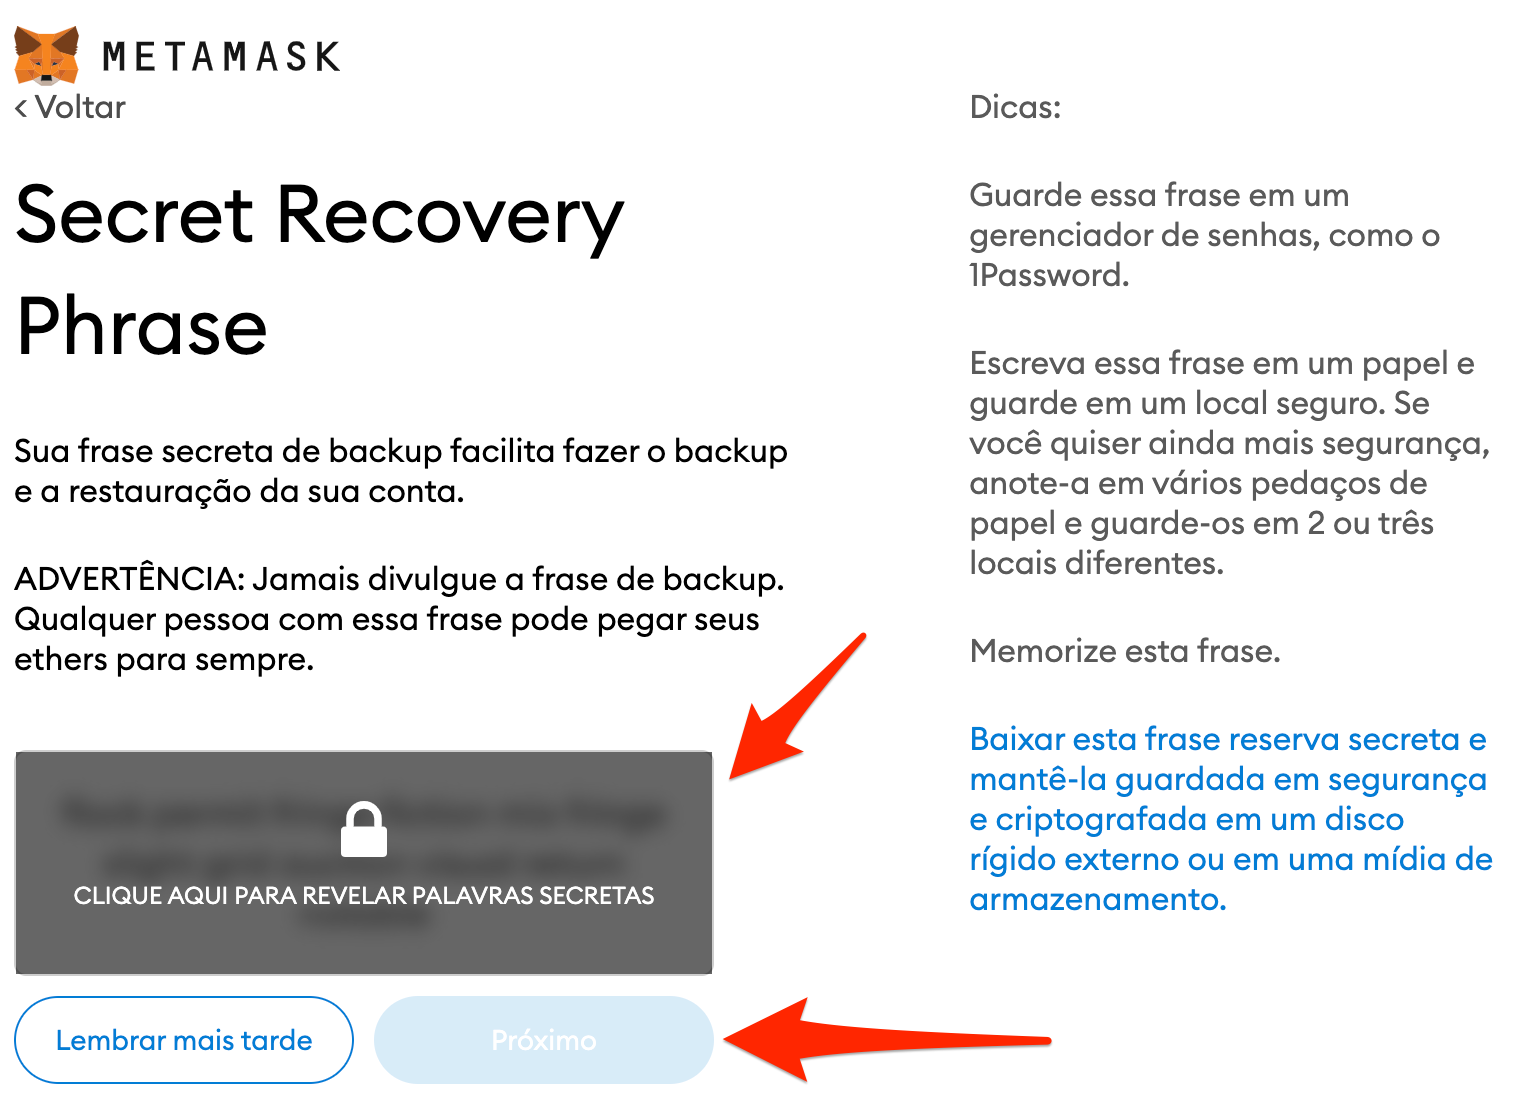 METAMASK
< Voltar
Secret Recovery
Phrase
Sua frase secreta de backup facilita fazer o backup
e a restauração da sua conta.
ADVERTÊNCIA: Jamais divulgue a frase de backup.
Qualquer pessoa com essa frase pode pegar seus
ethers para sempre.
CLIQUE AQUI PARA REVELAR PALAVRAS SECRETAS
Lembrar mais tarde
Próximo
Dicas:
Guarde essa frase em um
gerenciador de senhas, como o
1Password.
Escreva essa frase em um papel e
guarde em um local seguro. Se
você quiser ainda mais segurança,
anote-a em vários pedaços de
papel e guarde-os em 2 ou três
locais diferentes.
Memorize esta frase.
Baixar esta frase reserva secreta e
mantê-la guardada em segurança
e criptografada em um disco
rígido externo ou em uma mídia de
armazenamento.